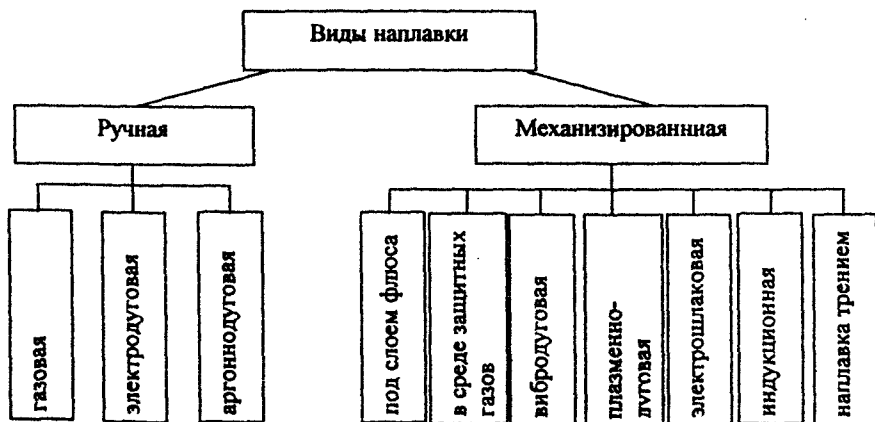 Виды наплавки
Ручная
Механизированнная
газовая
электродуговая
аргоннодуговая
под слоем флюса
в среде защитных
газов
вибродуговая
плазменно-
дуговая
электрошлаковая
индукционная
наплавка трением